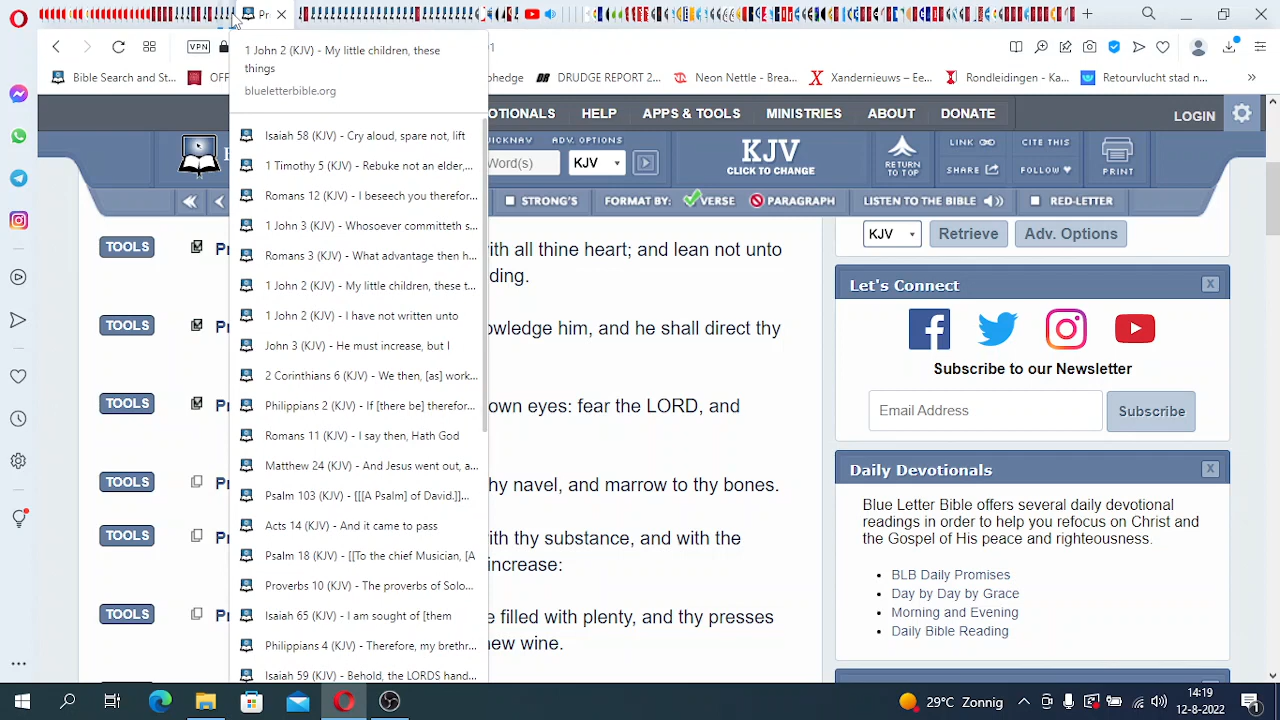 Pr
VPN
1
Bible Search and St...
OFF
phedge
DRUDGE REPORT 2...
Neon Nettle - Brea...
Xandernieuws – Ee...
Rondleidingen - Ka...
Retourvlucht stad n...
1 John 2 (KJV) - My little children, these
things
blueletterbible.org
Isaiah 58 (KJV) - Cry aloud, spare not, lift
1 Timothy 5 (KJV) - Rebuke not an elder,...
Romans 12 (KJV) - I beseech you therefor...
1 John 3 (KJV) - Whosoever committeth s...
Romans 3 (KJV) - What advantage then h...
1 John 2 (KJV) - My little children, these t...
1 John 2 (KJV) - I have not written unto
John 3 (KJV) - He must increase, but I
2 Corinthians 6 (KJV) - We then, [as] work...
Philippians 2 (KJV) - If [there be] therefor...
Romans 11 (KJV) - I say then, Hath God
Matthew 24 (KJV) - And Jesus went out, a...
Psalm 103 (KJV) - [[[A Psalm] of David.]]...
Acts 14 (KJV) - And it came to pass
Psalm 18 (KJV) - [[To the chief Musician, [A
Proverbs 10 (KJV) - The proverbs of Solo...
Isaiah 65 (KJV) - I am sought of [them
Philippians 4 (KJV) - Therefore, my brethr...
Isaiah 59 (KJV) - Behold, the LORDS hand...
OTIONALS
HELP
APPS & TOOLS
MINISTRIES
ABOUT
DONATE
LOGIN
UICKNAV
ADV. OPTIONS
Word(s)
KJV
KJV
CLICK TO CHANGE
RETURN
TO TOP
LINK
CITE THIS
SHARE
FOLLOW
PRINT
STRONG'S
FORMAT BY:
VERSE
PARAGRAPH
LISTEN TO THE BIBLE
RED-LETTER
TOOLS
Pr
ith all thine heart; and lean not unto
ding.
TOOLS
Pr
owledge him, and he shall direct thy
TOOLS
Pr
own eyes: fear the LORD, and
TOOLS
Pr
hy navel, and marrow to thy bones.
TOOLS
Pr
ith thy substance, and with the
increase:
TOOLS
Pr
e filled with plenty, and thy presses
new wine.
KJV
Retrieve
Adv. Options
Let's Connect
X
Subscribe to our Newsletter
Email Address
Subscribe
Daily Devotionals
X
Blue Letter Bible offers several daily devotional
readings in order to help you refocus on Christ and
the Gospel of His peace and righteousness.
BLB Daily Promises
Day by Day by Grace
Morning and Evening
Daily Bible Reading
29°C Zonnig
14:19
12-8-2022
1